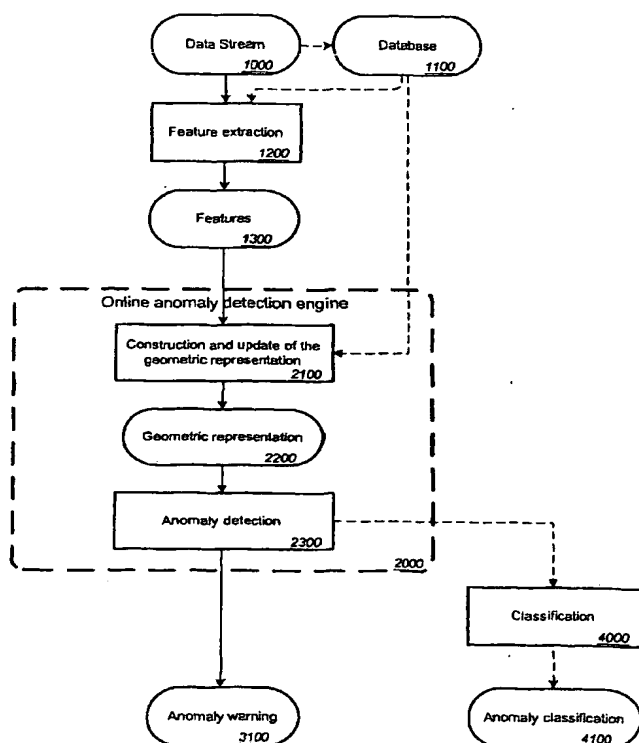 Data Stream
1000
Database
1100
Feature extraction
1200
Features
1300
Online anomaly detection engine
Construction and update of the
geometric representation
2100
Geometric representation
2200
Anomaly detection
2300
2000
Classification
4000
Anomaly warning
3100
Anomaly classification
4100